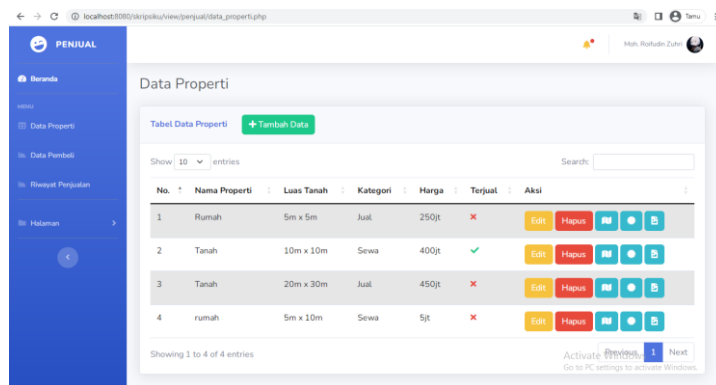 localhost:8080/skripsiku/view/penjual/data_properti.php
Tamu
PENJUAL
Moh. Roifudin Zuhri
Beranda
Data Properti
MENU
Data Properti
Tabel Data Properti
Tambah Data
Data Pembeli
Show 10 entries
Search:
Riwayat Penjualan
No. Nama Properti Luas Tanah Kategori Harga Terjual Aksi
1 Rumah 5m x 5m Jual 250jt Edit Hapus
Halaman
2 Tanah 10m x 10m Sewa 400jt Edit Hapus
3 Tanah 20m x 30m Jual 450jt Edit Hapus
4 rumah 5m x 10m Sewa 5jt Edit Hapus
Showing 1 to 4 of 4 entries
Previous 1 Next
Activate Windows
Go to PC settings to activate Windows.